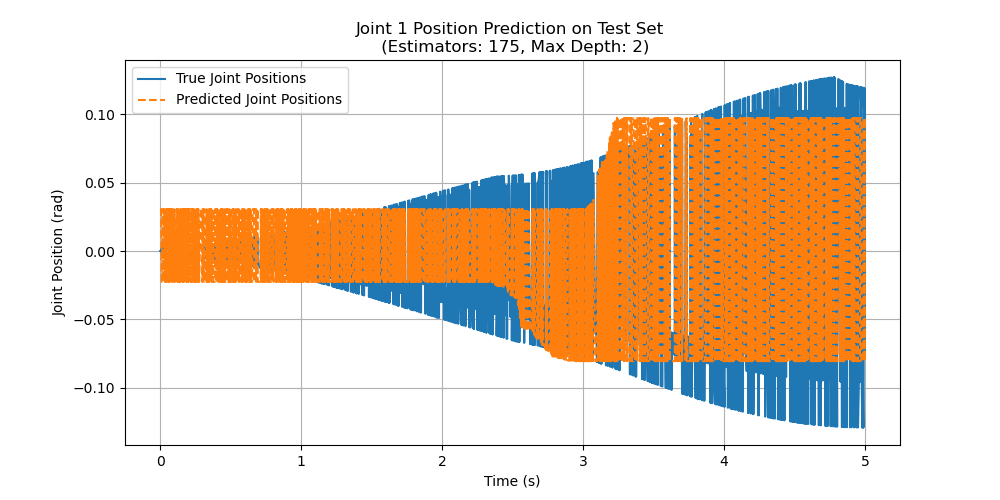 Joint 1 Position Prediction on Test Set
(Estimators: 175, Max Depth: 2)
True Joint Positions
Predicted Joint Positions
0.10
0.05
0.00
−0.05
−0.10
Joint Position (rad)
0 1 2 3 4 5
Time (s)